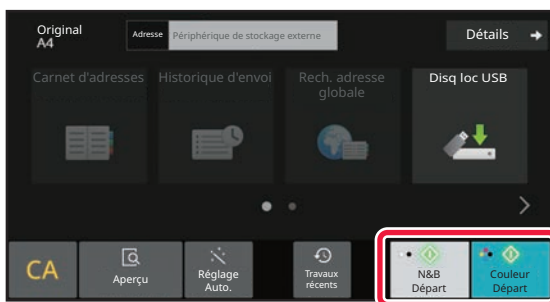 Original
A4
Adresse
Périphérique de stockage externe
Détails
Carnet d'adresses
Historique d'envoi
Rech. adresse
globale
Disq loc USB
CA
Aperçu
Réglage
Auto.
Travaux
récents
N&B
Départ
Couleur
Départ